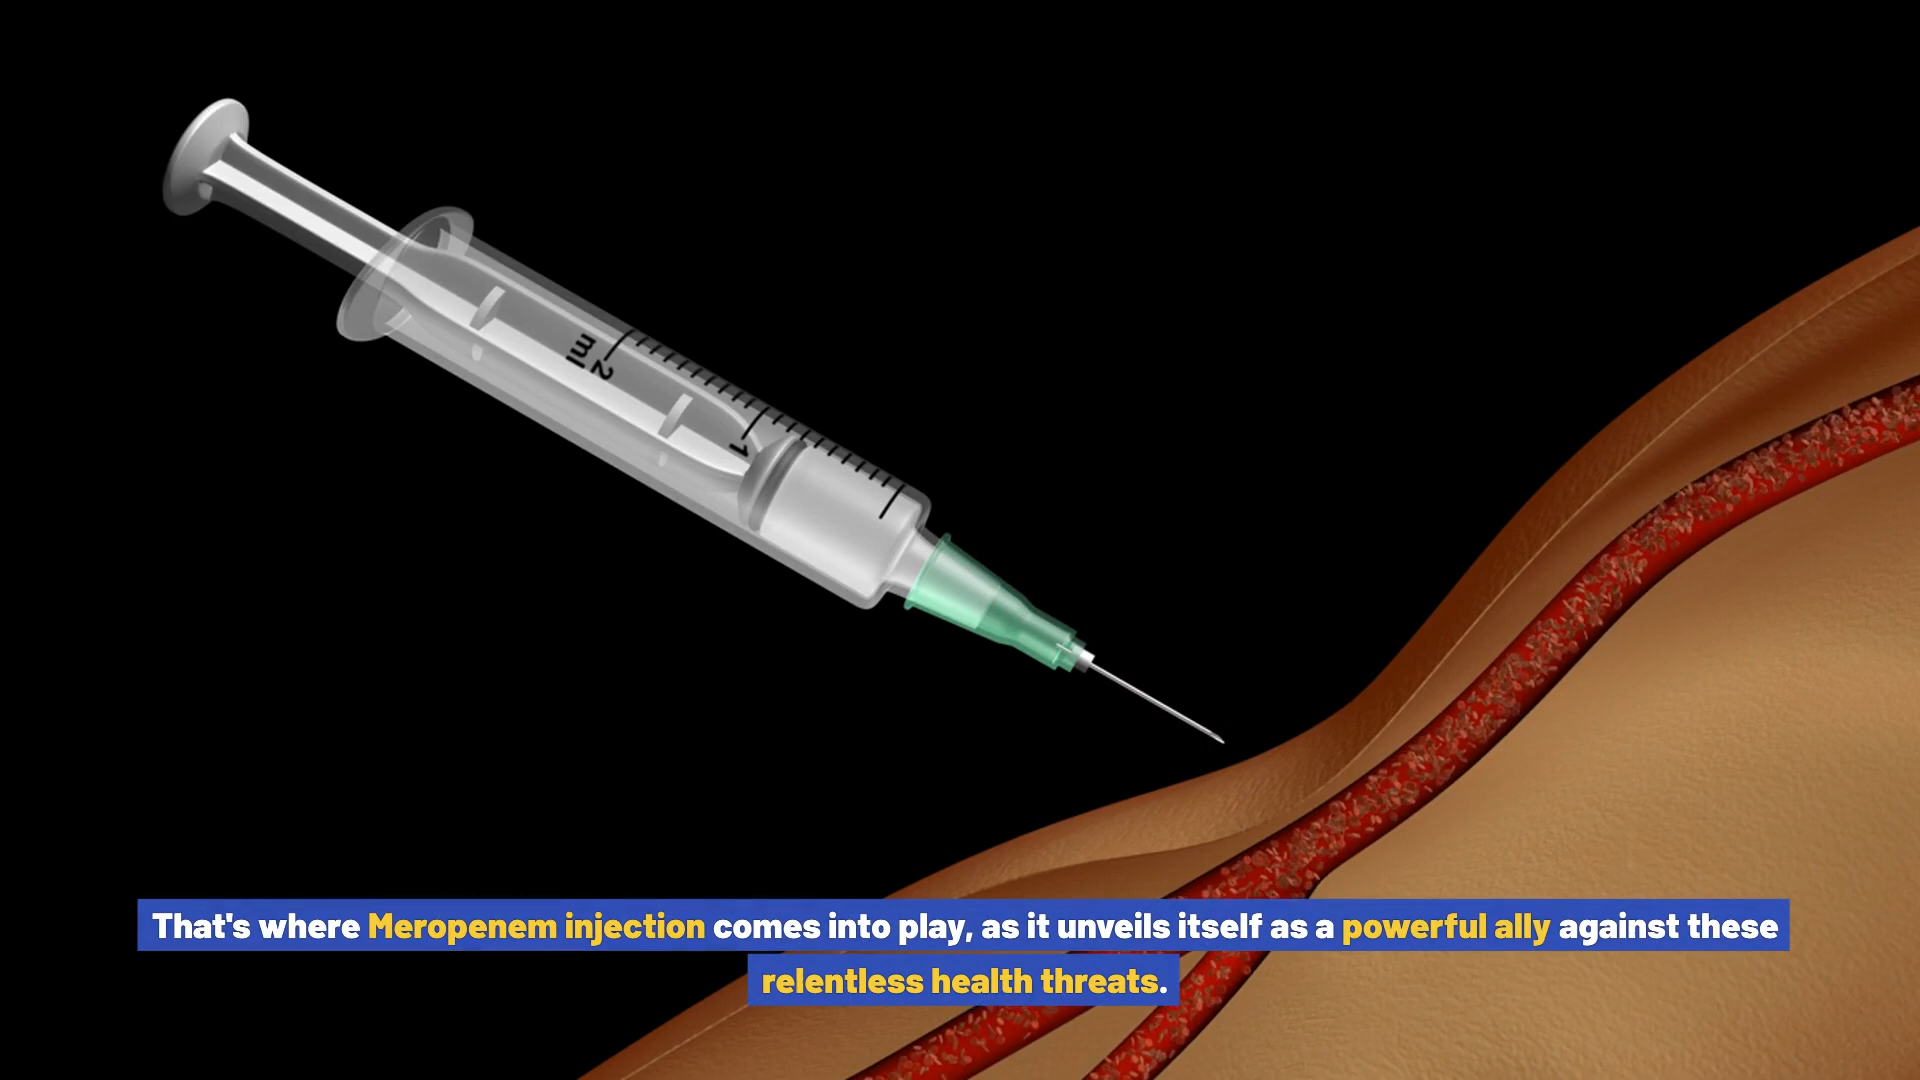 ml
2
1
That's where Meropenem injection comes into play, as it unveils itself as a powerful ally against these
relentless health threats.